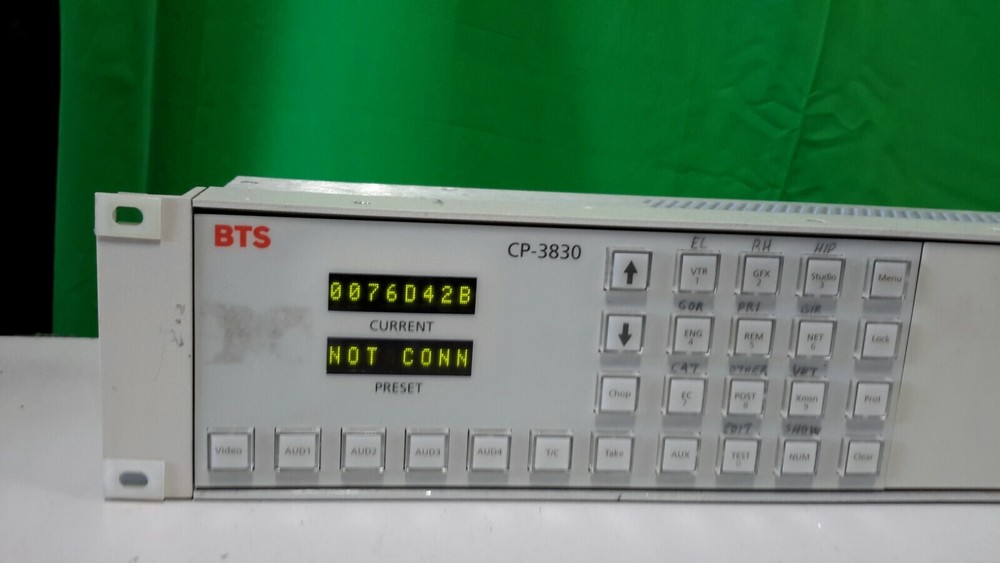 BTS
CP-3830
0076D42B
CURRENT
NOT CONN
PRESET
EL RH HIP
VTR 1 GFX 2 Studio 3 Menu
GOR PRI GIR
ENG 4 REM 5 NET 6 Lock
CAT OTHER VRT
Chop EC 7 POST 8 Xmsn 9 Prot
EDIT SHOW
Video AUD1 AUD2 AUD3 AUD4 T/C Take AUX TEST 0 NUM Clear